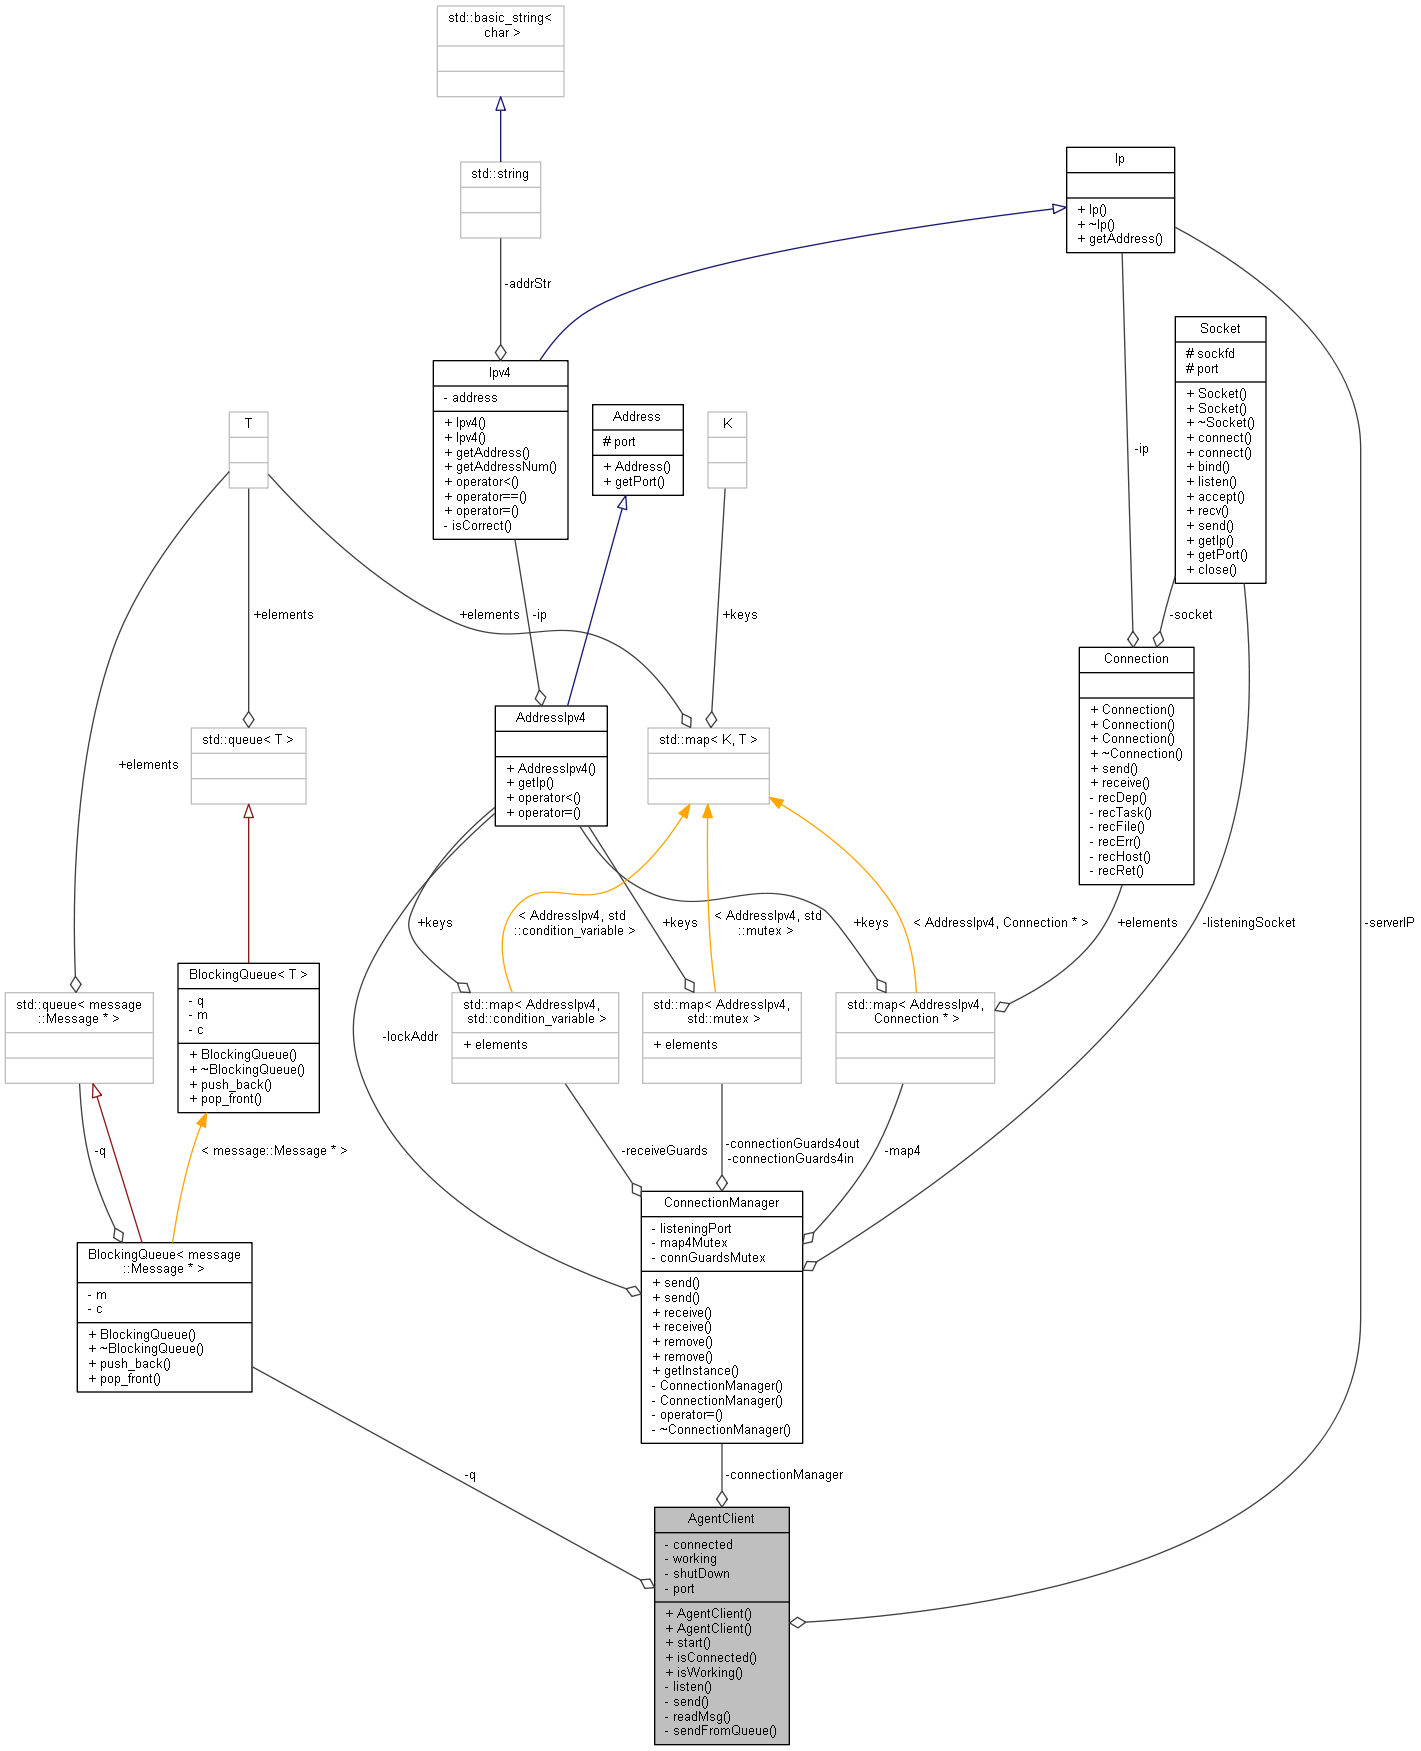 std::basic_string<
char >
std::string
-addrStr
Ip
+ Ip()
+ ~Ip()
+ getAddress()
Socket
# sockfd
# port
+ Socket()
+ Socket()
+ ~Socket()
+ connect()
+ connect()
+ bind()
+ listen()
+ accept()
+ recv()
+ send()
+ getIp()
+ getPort()
+ close()
Ipv4
- address
+ Ipv4()
+ Ipv4()
+ getAddress()
+ getAddressNum()
+ operator<()
+ operator==()
+ operator=()
- isCorrect()
Address
# port
+ Address()
+ getPort()
K
T
-ip
+elements
+elements
-ip
+keys
-socket
Connection
+ Connection()
+ Connection()
+ Connection()
+ ~Connection()
+ send()
+ receive()
- recDep()
- recTask()
- recFile()
- recErr()
- recHost()
- recRet()
AddressIpv4
+ AddressIpv4()
+ getIp()
+ operator<()
+ operator=()
std::map< K, T >
std::queue< T >
+elements
+keys
< AddressIpv4, std
::condition_variable >
+keys
< AddressIpv4, std
::mutex >
+keys
< AddressIpv4, Connection * >
+elements
-listeningSocket
-serverIP
BlockingQueue< T >
- q
- m
- c
+ BlockingQueue()
+ ~BlockingQueue()
+ push_back()
+ pop_front()
std::queue< message
::Message * >
-lockAddr
std::map< AddressIpv4,
std::condition_variable >
+ elements
std::map< AddressIpv4,
std::mutex >
+ elements
std::map< AddressIpv4,
Connection * >
-q
< message::Message * >
-receiveGuards
-connectionGuards4out
-connectionGuards4in
-map4
ConnectionManager
- listeningPort
- map4Mutex
- connGuardsMutex
+ send()
+ send()
+ receive()
+ receive()
+ remove()
+ remove()
+ getInstance()
- ConnectionManager()
- ConnectionManager()
- operator=()
- ~ConnectionManager()
BlockingQueue< message
::Message * >
- m
- c
+ BlockingQueue()
+ ~BlockingQueue()
+ push_back()
+ pop_front()
-q
-connectionManager
AgentClient
- connected
- working
- shutDown
- port
+ AgentClient()
+ AgentClient()
+ start()
+ isConnected()
+ isWorking()
- listen()
- send()
- readMsg()
- sendFromQueue()